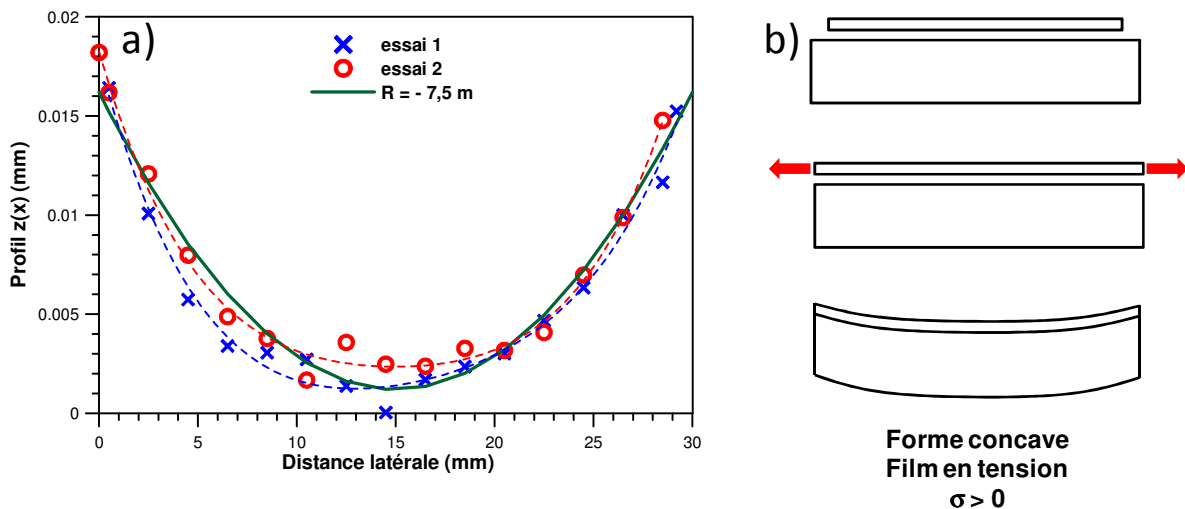 a)
essai 1
essai 2
R = - 7,5 m
0.02
0.015
0.01
0.005
0
Profil z(x) (mm)
0 5 10 15 20 25 30
Distance latérale (mm)
b)
Forme concave
Film en tension
σ > 0